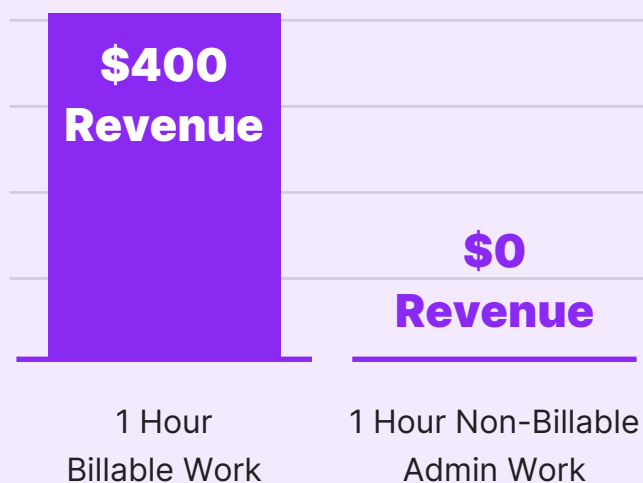 $400
Revenue
$0
Revenue
1 Hour
Billable Work
1 Hour Non-Billable
Admin Work